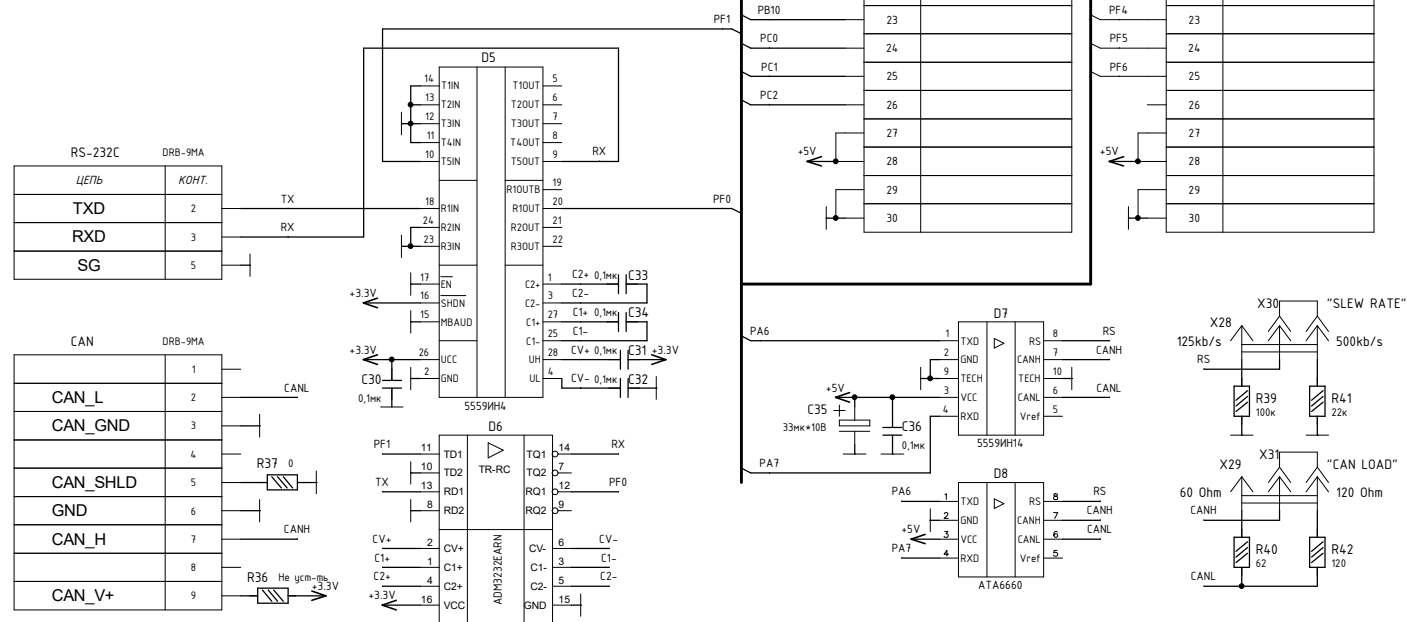 PB10 23
PC0 24
PC1 25
PC2 26
27
+5V 28
29
30
PF4 23
PF5 24
PF6 25
26
27
+5V 28
29
30
PF1
PF0
RS-232C DRB-9MA
ЦЕПЬ КОНТ.
TXD 2 TX
RXD 3 RX
SG 5
D5
14 T1IN T1OUT 5
13 T2IN T2OUT 6
12 T3IN T3OUT 7
11 T4IN T4OUT 8
10 T5IN T5OUT 9 RX
R1OUTB 19
18 R1IN R1OUT 20
24 R2IN R2OUT 21
23 R3IN R3OUT 22
17 EN C2+ 1 C2+ 0,1мк C33
+3.3V 16 SHDN C2- 3 C2-
15 MBAUD C1+ 27 C1+ 0,1мк C34
C1- 25 C1-
+3.3V 26 UCC UH 28 CV+ 0,1мк C31 +3.3V
2 GND UL 4 CV- 0,1мк C32
C30
0,1мк
5559ИН4
CAN DRB-9MA
1
CAN_L 2 CANL
CAN_GND 3
4
CAN_SHLD 5 R37 0
GND 6
CAN_H 7 CANH
8
CAN_V+ 9 R36 Не уст-ть +3.3V
D6
TR-RC
PF1 11 TD1 TQ1 14 RX
10 TD2 TQ2 7
TX 13 RD1 RQ1 12 PF0
8 RD2 RQ2 9
CV+ 2 CV+ CV- 6 CV-
C1+ 1 C1+ C1- 3 C1-
C2+ 4 C2+ C2- 5 C2-
+3.3V 16 VCC GND 15
ADM3232EARN
D7
PA6 1 TXD RS 8 RS
2 GND CANH 7 CANH
9 TECH TECH 10
+5V 3 VCC CANL 6 CANL
4 RXD Vref 5
C35 +
33мк*10В
C36
0,1мк
5559ИН14
PA7
D8
PA6 1 TXD RS 8 RS
2 GND CANH 7 CANH
+5V 3 VCC CANL 6 CANL
PA7 4 RXD Vref 5
ATA6660
X30 "SLEW RATE"
X28
125kb/s 500kb/s
RS
R39 R41
100к 22к
X31 "CAN LOAD"
X29
60 Ohm 120 Ohm
CANH
R40 R42
62 120
CANL